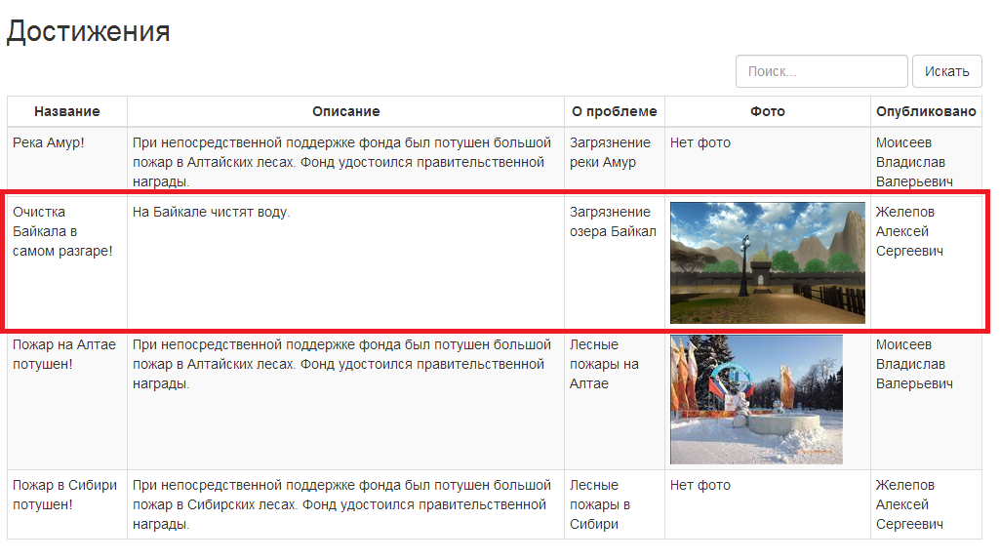 Достижения
Поиск... Искать
Название Описание О проблеме Фото Опубликовано
Река Амур! При непосредственной поддержке фонда был потушен большой Загрязнение Нет фото Моисеев
пожар в Алтайских лесах. Фонд удостоился правительственной реки Амур Владислав
награды. Валерьевич
Очистка На Байкале чистят воду. Загрязнение Желепов
Байкала в озера Байкал Алексей
самом разгаре! Сергеевич
Пожар на Алтае При непосредственной поддержке фонда был потушен большой Лесные Моисеев
потушен! пожар в Алтайских лесах. Фонд удостоился правительственной пожары на Владислав
награды. Алтае Валерьевич
Пожар в Сибири При непосредственной поддержке фонда был потушен большой Лесные Нет фото Желепов
потушен! пожар в Сибирских лесах. Фонд удостоился правительственной пожары в Алексей
награды. Сибири Сергеевич